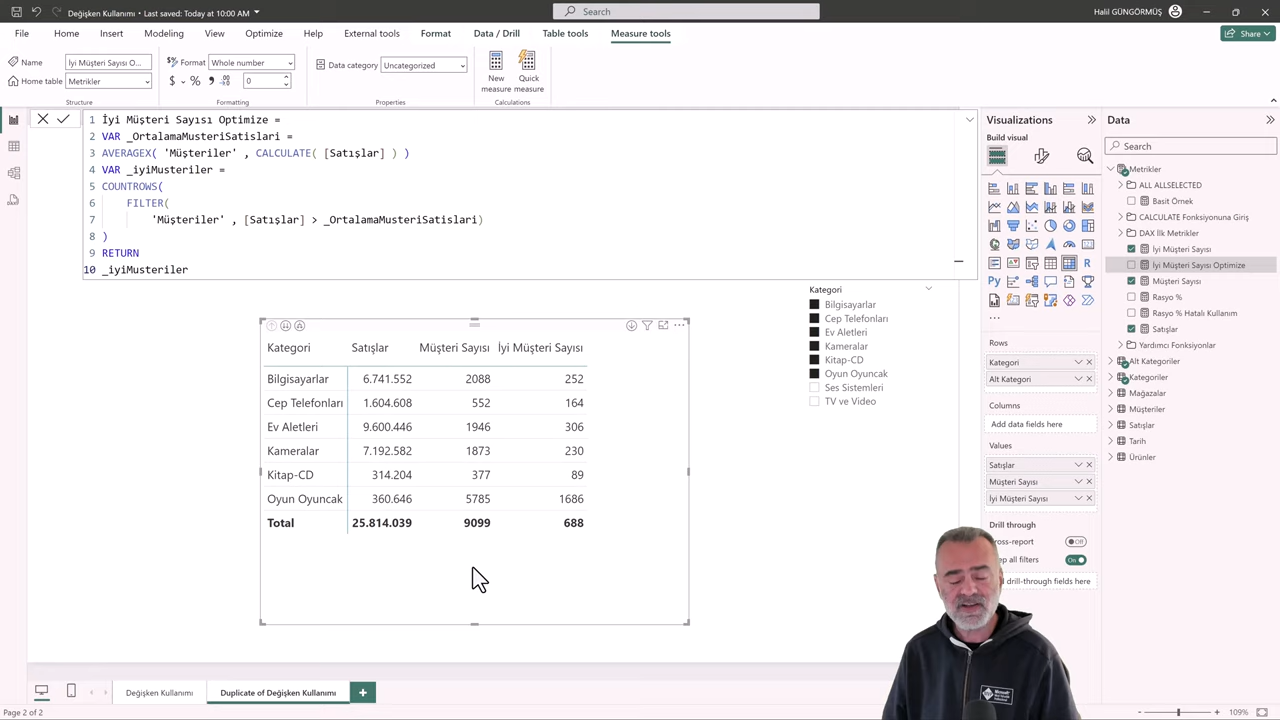 Değişken Kullanımı • Last saved: Today at 10:00 AM
Search
Halil GÜNGÖRMÜŞ
File
Home
Insert
Modeling
View
Optimize
Help
External tools
Format
Data / Drill
Table tools
Measure tools
Share
Name
İyi Müşteri Sayısı O...
Home table
Metrikler
Structure
Format
Whole number
$
%
0
Formatting
Data category
Uncategorized
Properties
New measure
Quick measure
Calculations
1 İyi Müşteri Sayısı Optimize =
2 VAR _OrtalamaMusteriSatislari =
3 AVERAGEX( 'Müşteriler' , CALCULATE( [Satışlar] ) )
4 VAR _iyiMusteriler =
5 COUNTROWS(
6 FILTER(
7 'Müşteriler' , [Satışlar] > _OrtalamaMusteriSatislari)
8 )
9 RETURN
10 _iyiMusteriler
Kategori
Bilgisayarlar
Cep Telefonları
Ev Aletleri
Kameralar
Kitap-CD
Oyun Oyuncak
Ses Sistemleri
TV ve Video
Kategori Satışlar Müşteri Sayısı İyi Müşteri Sayısı
Bilgisayarlar 6.741.552 2088 252
Cep Telefonları 1.604.608 552 164
Ev Aletleri 9.600.446 1946 306
Kameralar 7.192.582 1873 230
Kitap-CD 314.204 377 89
Oyun Oyuncak 360.646 5785 1686
Total 25.814.039 9099 688
Visualizations
Build visual
R
Py
Rows
Kategori
Alt Kategori
Columns
Add data fields here
Values
Satışlar
Müşteri Sayısı
İyi Müşteri Sayısı
Drill through
ross-report
Off
ep all filters
On
drill-through fields here
Data
Search
Metrikler
ALL ALLSELECTED
Basit Örnek
CALCULATE Fonksiyonuna Giriş
DAX İlk Metrikler
İyi Müşteri Sayısı
İyi Müşteri Sayısı Optimize
Müşteri Sayısı
Rasyo %
Rasyo % Hatalı Kullanım
Satışlar
Yardımcı Fonksiyonlar
Alt Kategoriler
Kategoriler
Mağazalar
Müşteriler
Satışlar
Tarih
Ürünler
Değişken Kullanımı
Duplicate of Değişken Kullanımı
Page 2 of 2
109%